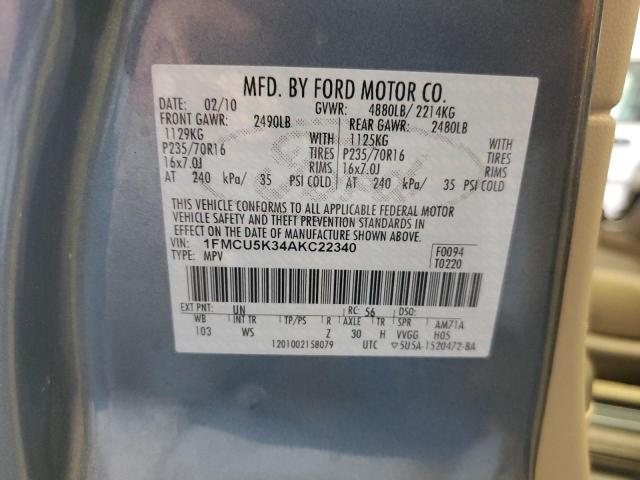 MFD. BY FORD MOTOR CO.
DATE: 02/10 GVWR: 4880LB/ 2214KG
FRONT GAWR: 2490LB REAR GAWR: 2480LB
1129KG WITH 1125KG WITH
P235/70R16 TIRES P235/70R16 TIRES
16x7.0J RIMS 16x7.0J RIMS
AT 240 kPa/ 35 PSI COLD AT 240 kPa/ 35 PSI COLD
THIS VEHICLE CONFORMS TO ALL APPLICABLE FEDERAL MOTOR
VEHICLE SAFETY AND THEFT PREVENTION STANDARDS IN
EFFECT ON THE DATE OF MANUFACTURE SHOWN ABOVE.
VIN: 1FMCU5K34AKC22340 F0094
TYPE: MPV T0220
EXT PNT: UN RC: 56 DSO:
WB INT TR TP/PS R AXLE TR SPR AM71A
103 WS Z 30 H VVGG H05
1201002158079 UTC ▽5U5A-1520472-BA